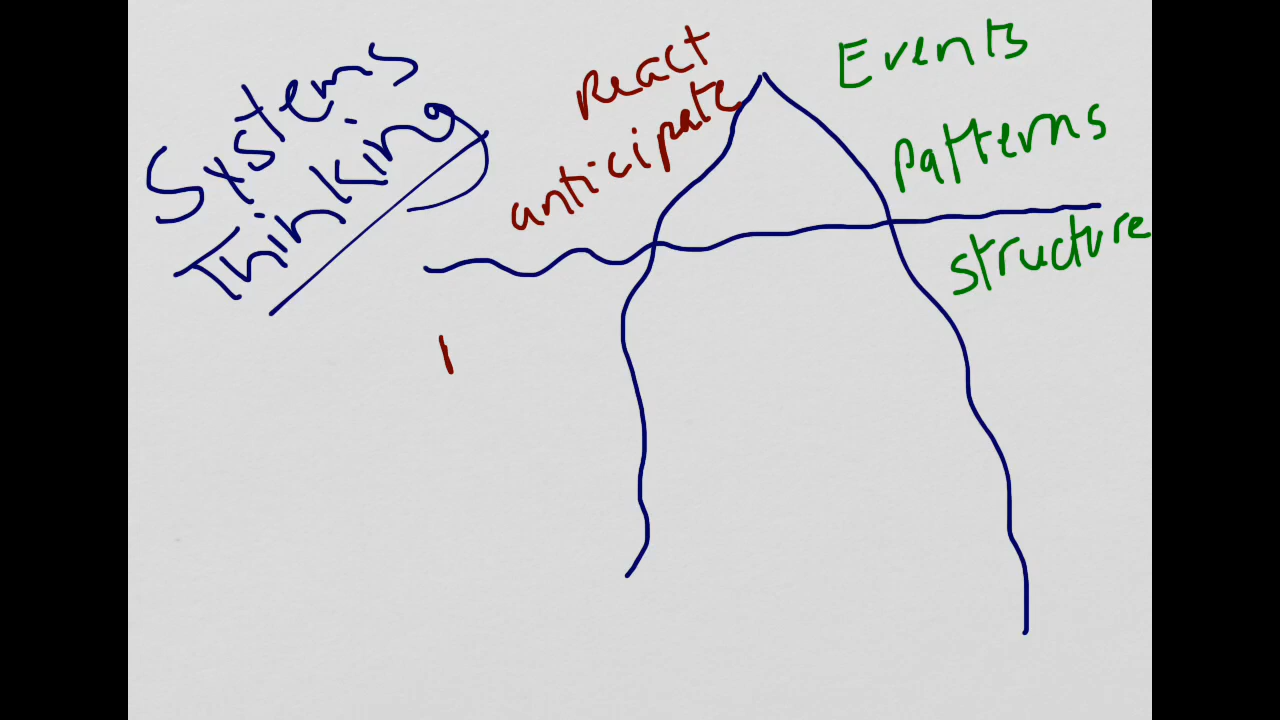 Systems
Thinking
React
anticipate
Events
patterns
structure